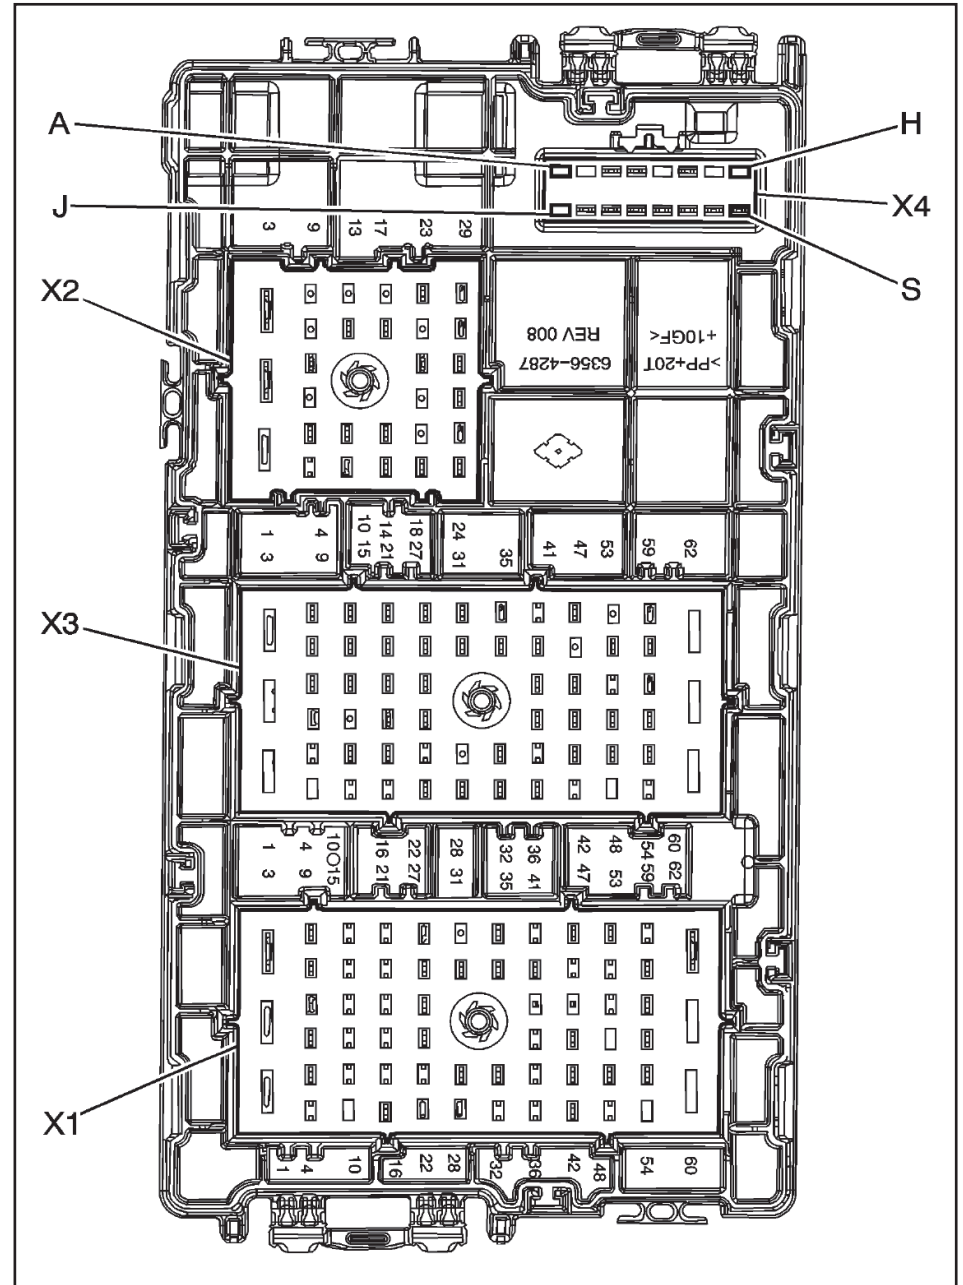 A
H
J
X4
3 9 13 17 23 29
S
X2
6356-4287
REV 008
>PP+20T
+10GF<
1 4 10 14 18 24
3 9 15 21 27 31 35 41 47 53 59 62
X3
1 4 10 16 22 28 32 36 42 48 54 60
3 9 15 21 27 31 35 41 47 53 59 62
X1
1 4 10 16 22 28 32 36 42 48 54 60